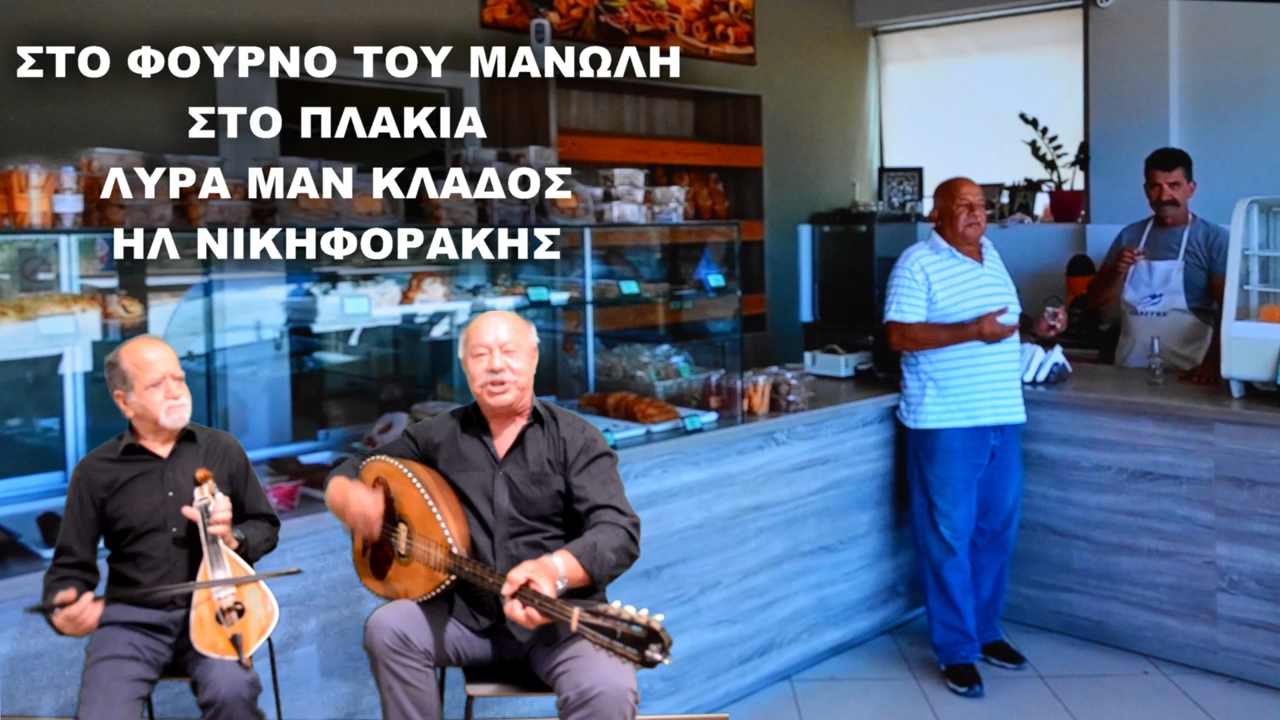 ΣΤΟ ΦΟΥΡΝΟ ΤΟΥ ΜΑΝΩΛΗ
ΣΤΟ ΠΛΑΚΙΑ
ΛΥΡΑ ΜΑΝ ΚΛΑΔΟΣ
ΗΛ ΝΙΚΗΦΟΡΑΚΗΣ